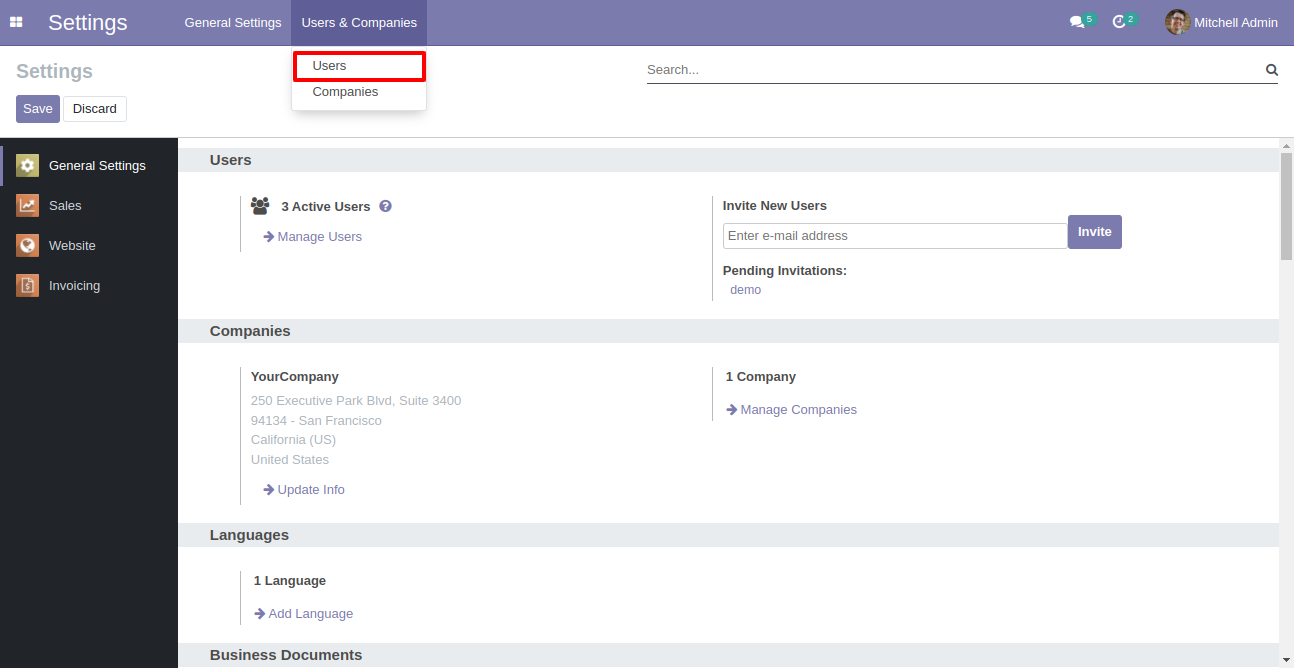 Settings General Settings Users & Companies 5 2 Mitchell Admin
Users
Companies
Settings
Search...
Save Discard
General Settings
Sales
Website
Invoicing
Users
3 Active Users ?
Manage Users
Invite New Users
Enter e-mail address Invite
Pending Invitations:
demo
Companies
YourCompany
250 Executive Park Blvd, Suite 3400
94134 - San Francisco
California (US)
United States
Update Info
1 Company
Manage Companies
Languages
1 Language
Add Language
Business Documents